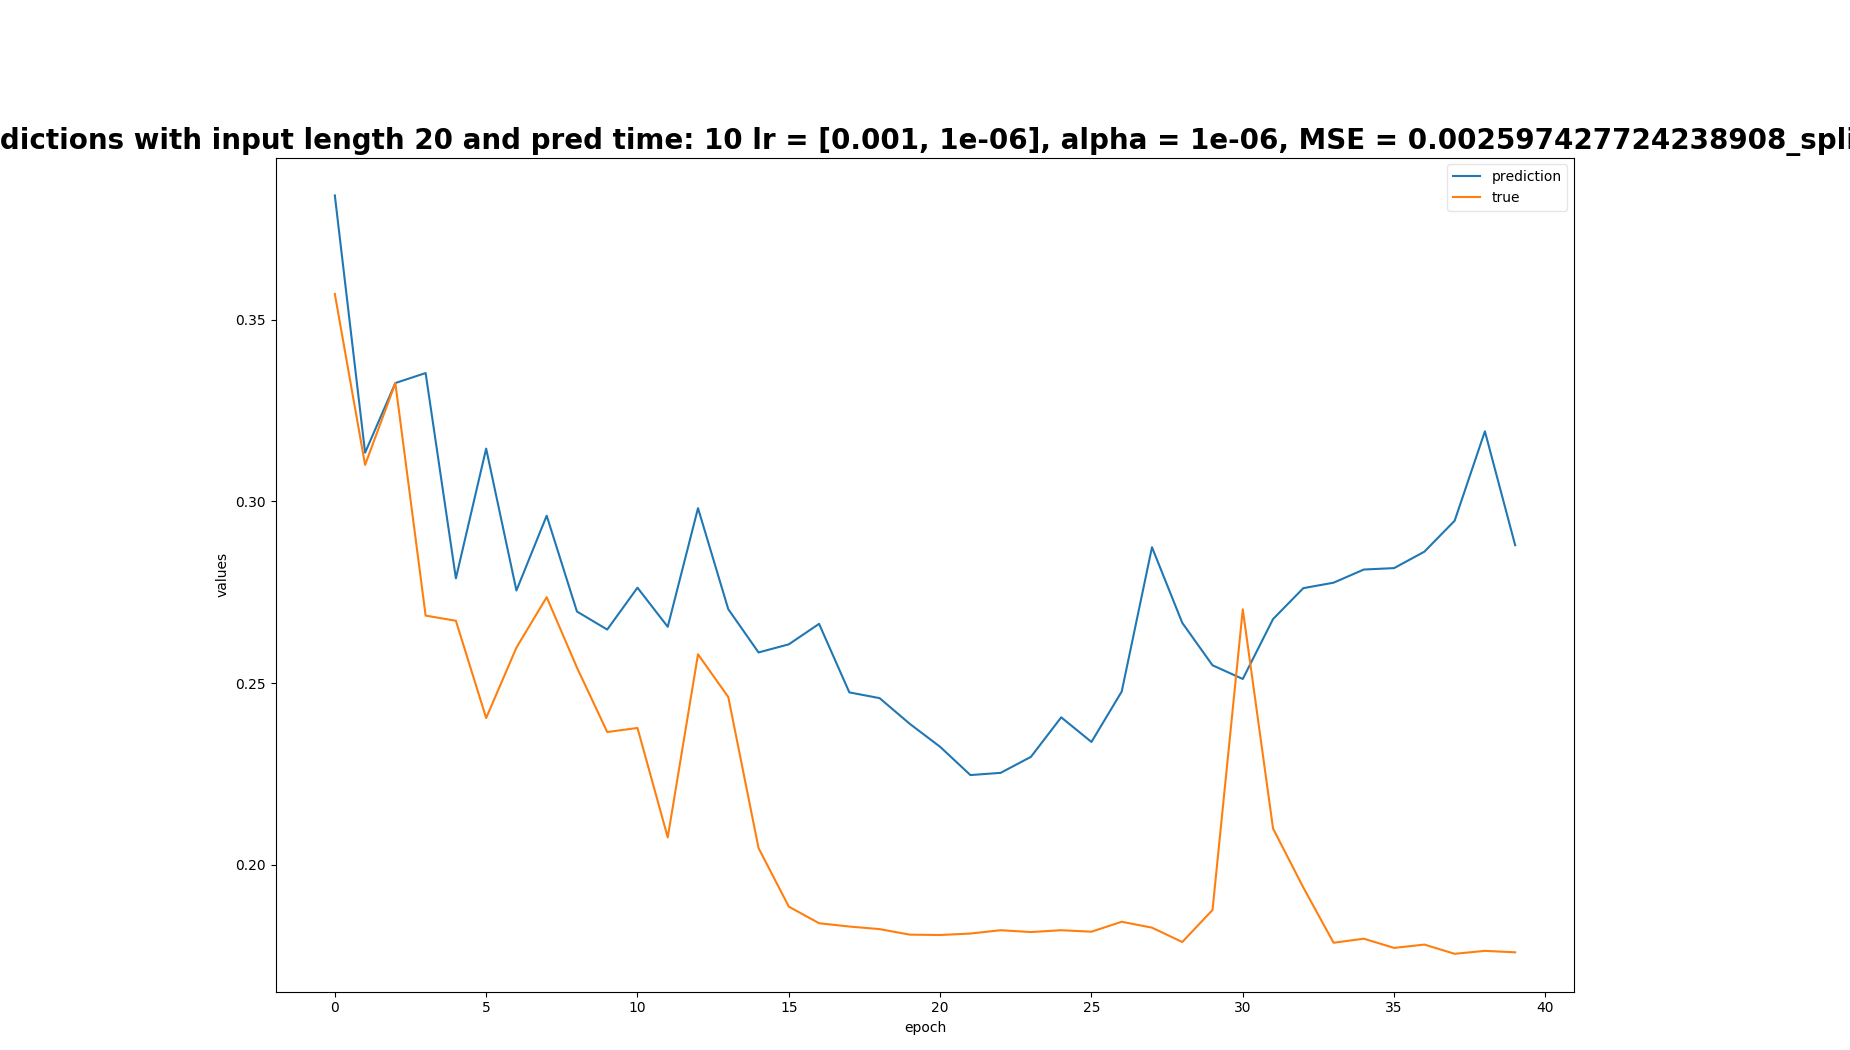 dictions with input length 20 and pred time: 10 lr = [0.001, 1e-06], alpha = 1e-06, MSE = 0.002597427724238908_spli
prediction
true
0.35
0.30
0.25
0.20
values
0 5 10 15 20 25 30 35 40
epoch